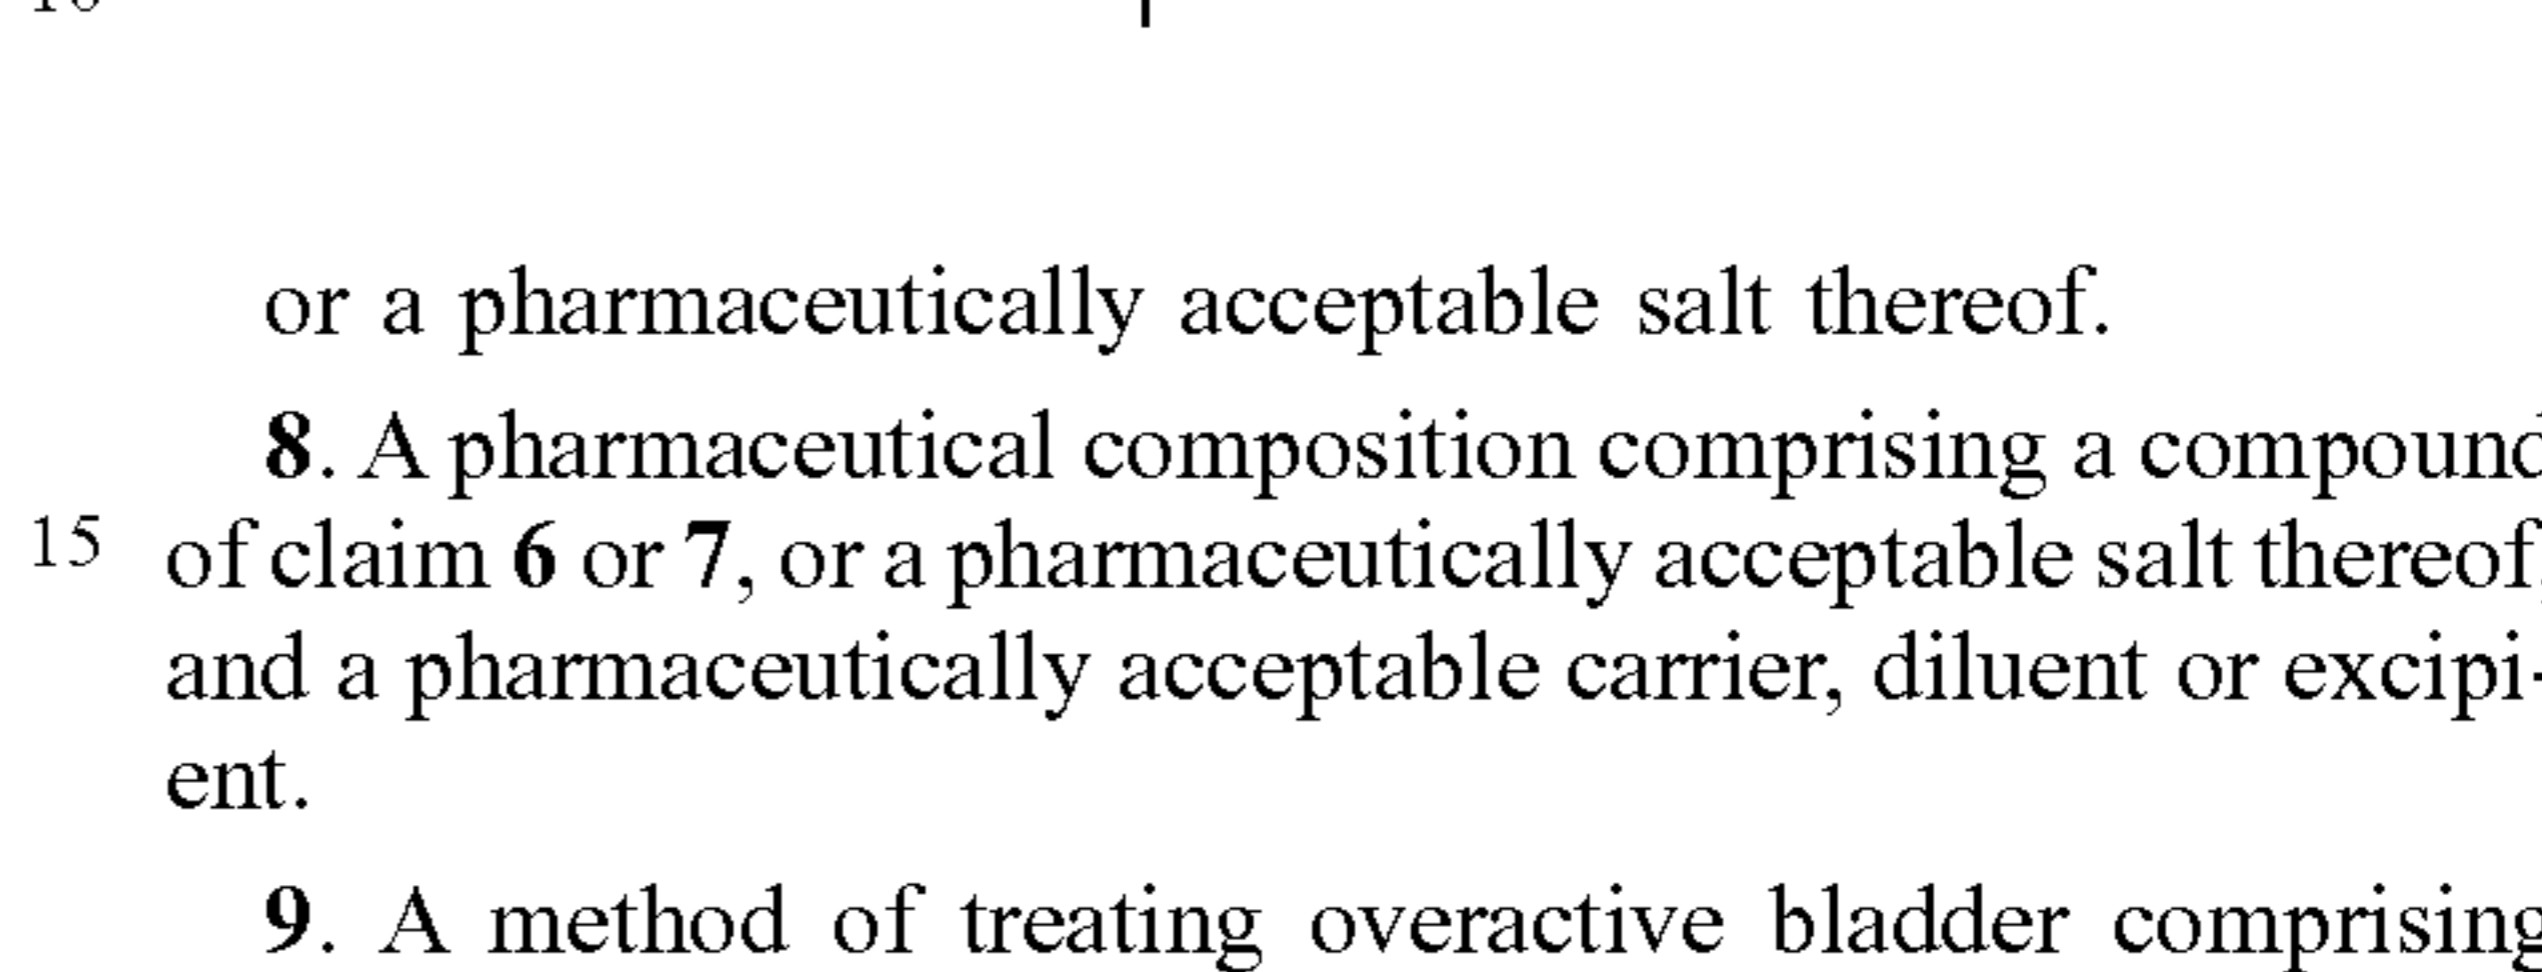 or a pharmaceutically acceptable salt thereof.
8. A pharmaceutical composition comprising a compound
15 of claim 6 or 7, or a pharmaceutically acceptable salt thereof,
and a pharmaceutically acceptable carrier, diluent or excipi-
ent.
9. A method of treating overactive bladder comprising